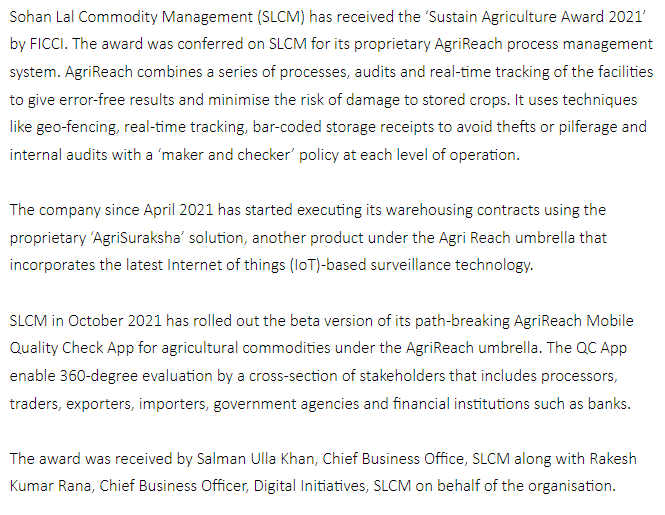 Sohan Lal Commodity Management (SLCM) has received the ‘Sustain Agriculture Award 2021’
by FICCI. The award was conferred on SLCM for its proprietary AgriReach process management
system. AgriReach combines a series of processes, audits and real-time tracking of the facilities
to give error-free results and minimise the risk of damage to stored crops. It uses techniques
like geo-fencing, real-time tracking, bar-coded storage receipts to avoid thefts or pilferage and
internal audits with a ‘maker and checker’ policy at each level of operation.
The company since April 2021 has started executing its warehousing contracts using the
proprietary ‘AgriSuraksha’ solution, another product under the Agri Reach umbrella that
incorporates the latest Internet of things (IoT)-based surveillance technology.
SLCM in October 2021 has rolled out the beta version of its path-breaking AgriReach Mobile
Quality Check App for agricultural commodities under the AgriReach umbrella. The QC App
enable 360-degree evaluation by a cross-section of stakeholders that includes processors,
traders, exporters, importers, government agencies and financial institutions such as banks.
The award was received by Salman Ulla Khan, Chief Business Office, SLCM along with Rakesh
Kumar Rana, Chief Business Officer, Digital Initiatives, SLCM on behalf of the organisation.